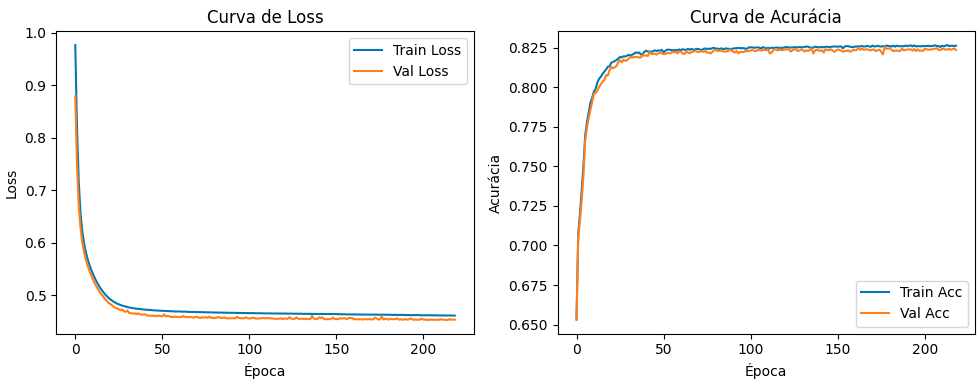 Curva de Loss
1.0
0.9
0.8
0.7
0.6
0.5
Loss
0 50 100 150 200
Época
Train Loss
Val Loss
Curva de Acurácia
0.825
0.800
0.775
0.750
0.725
0.700
0.675
0.650
Acurácia
0 50 100 150 200
Época
Train Acc
Val Acc